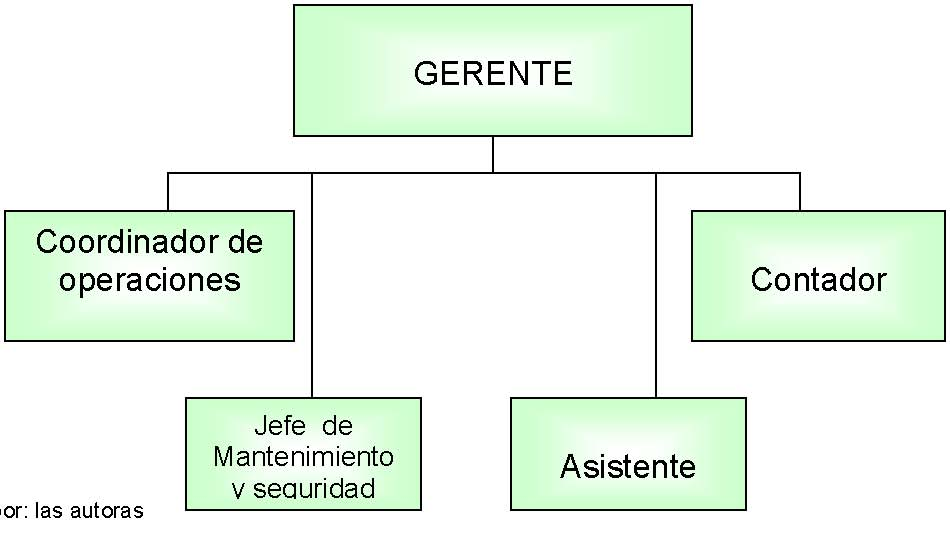 GERENTE
Coordinador de
operaciones
Contador
Jefe de
Mantenimiento
y seguridad
Asistente
por: las autoras